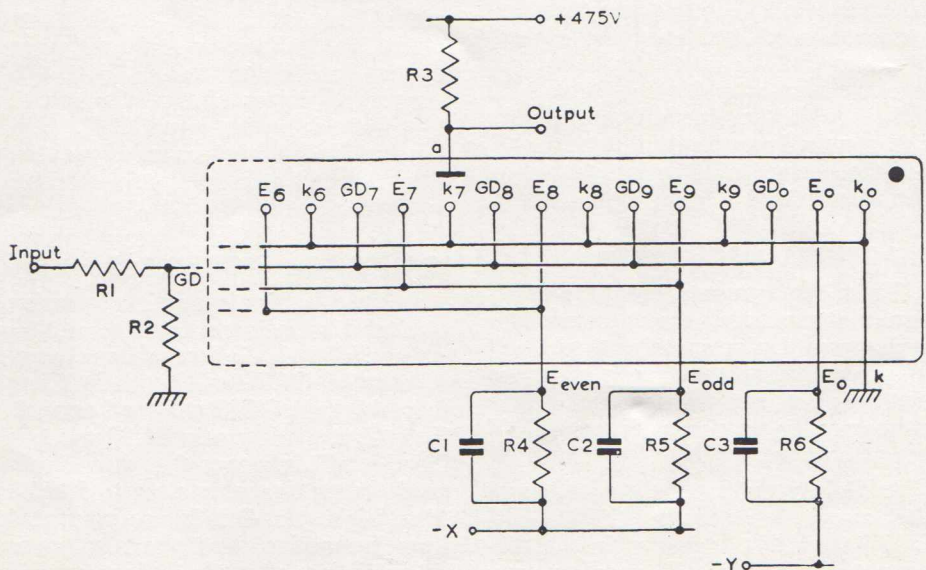 +475V
R3
Output
a
E6 k6 GD7 E7 k7 GD8 E8 k8 GD9 E9 k9 GD0 E0 k0
Input
R1
GD
R2
Eeven Eodd E0 k
C1 R4 C2 R5 C3 R6
-X
-Y